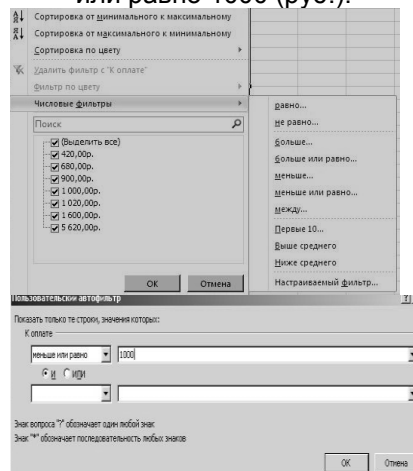 или равно 1000 (руб.).
Сортировка от минимального к максимальному
Сортировка от максимального к минимальному
Сортировка по цвету
Удалить фильтр с "К оплате"
Фильтр по цвету
Числовые фильтры
Поиск
(Выделить все)
420,00р.
680,00р.
900,00р.
1 000,00р.
1 020,00р.
1 600,00р.
5 620,00р.
ОК Отмена
равно...
не равно...
больше...
больше или равно...
меньше...
меньше или равно...
между...
Первые 10...
Выше среднего
Ниже среднего
Настраиваемый фильтр...
Пользовательский автофильтр
Показать только те строки, значения которых:
К оплате
меньше или равно 1000
И ИЛИ
Знак вопроса "?" обозначает один любой знак
Знак "*" обозначает последовательность любых знаков
ОК Отмена